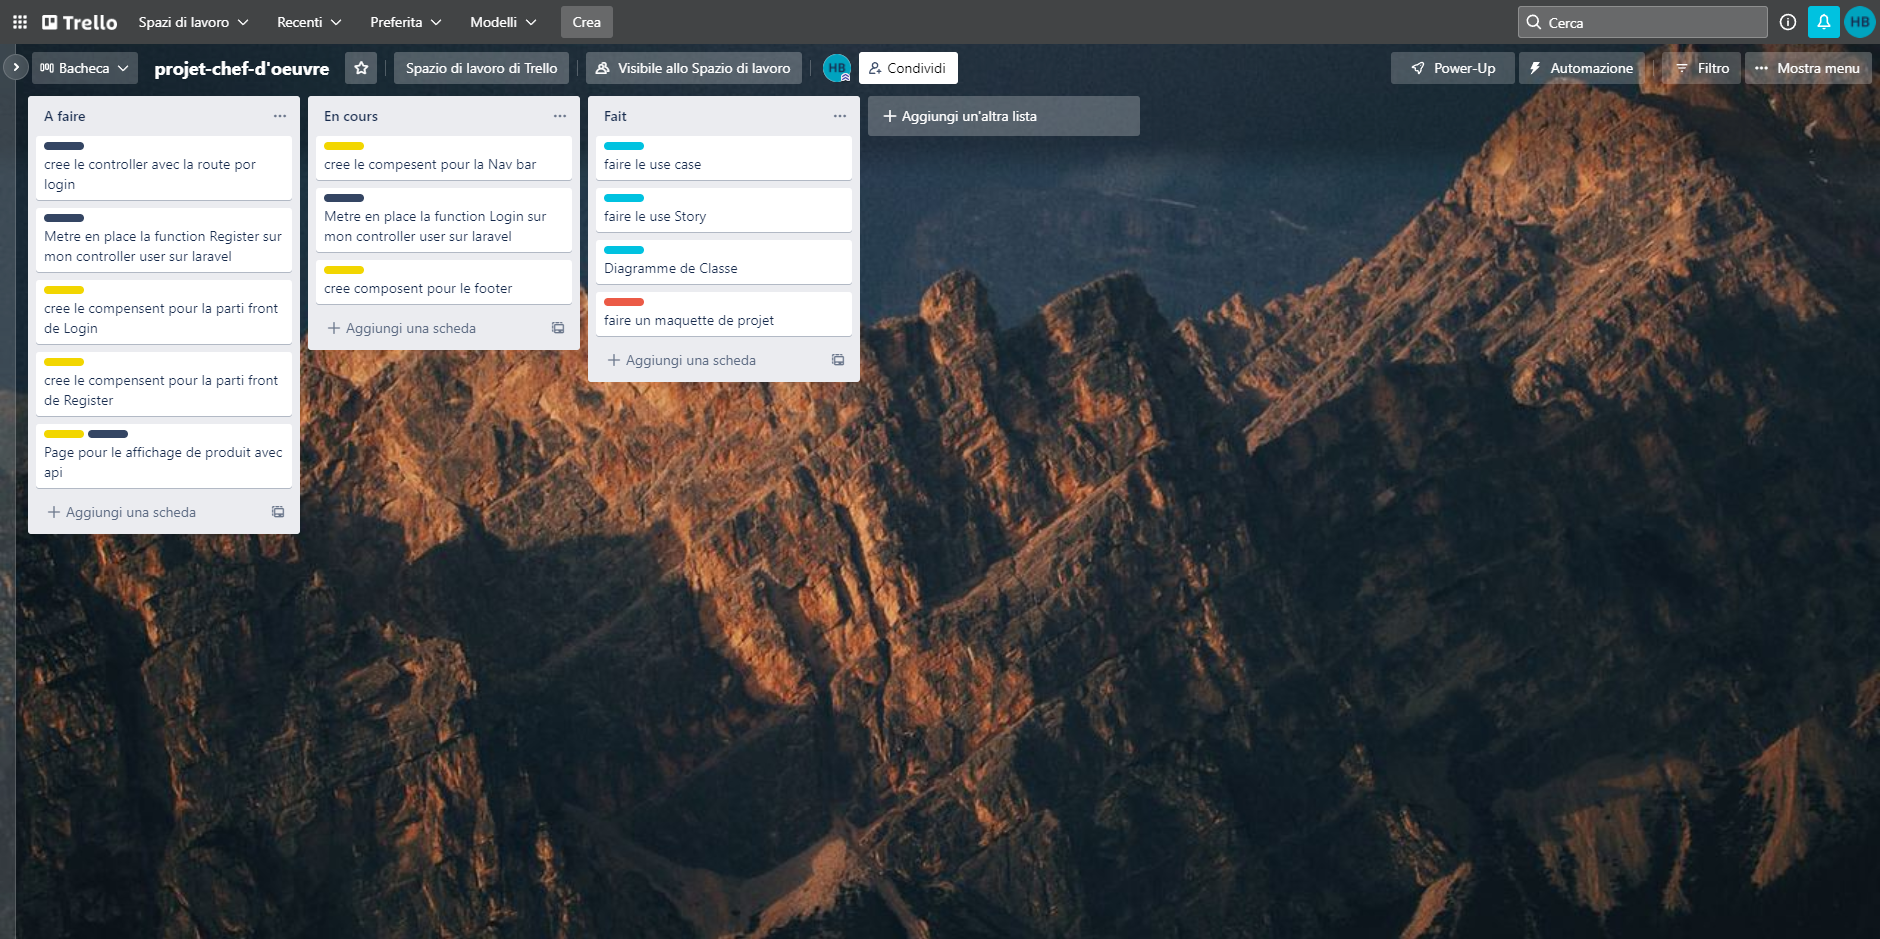 Trello
Spazi di lavoro
Recenti
Preferita
Modelli
Crea
Cerca
HB
Bacheca
projet-chef-d'oeuvre
Spazio di lavoro di Trello
Visibile allo Spazio di lavoro
HB
Condividi
Power-Up
Automazione
Filtro
Mostra menu
A faire
cree le controller avec la route por
login
Metre en place la function Register sur
mon controller user sur laravel
cree le compensent pour la parti front
de Login
cree le compensent pour la parti front
de Register
Page pour le affichage de produit avec
api
Aggiungi una scheda
En cours
cree le compesent pour la Nav bar
Metre en place la function Login sur
mon controller user sur laravel
cree composent pour le footer
Aggiungi una scheda
Fait
faire le use case
faire le use Story
Diagramme de Classe
faire un maquette de projet
Aggiungi una scheda
Aggiungi un'altra lista